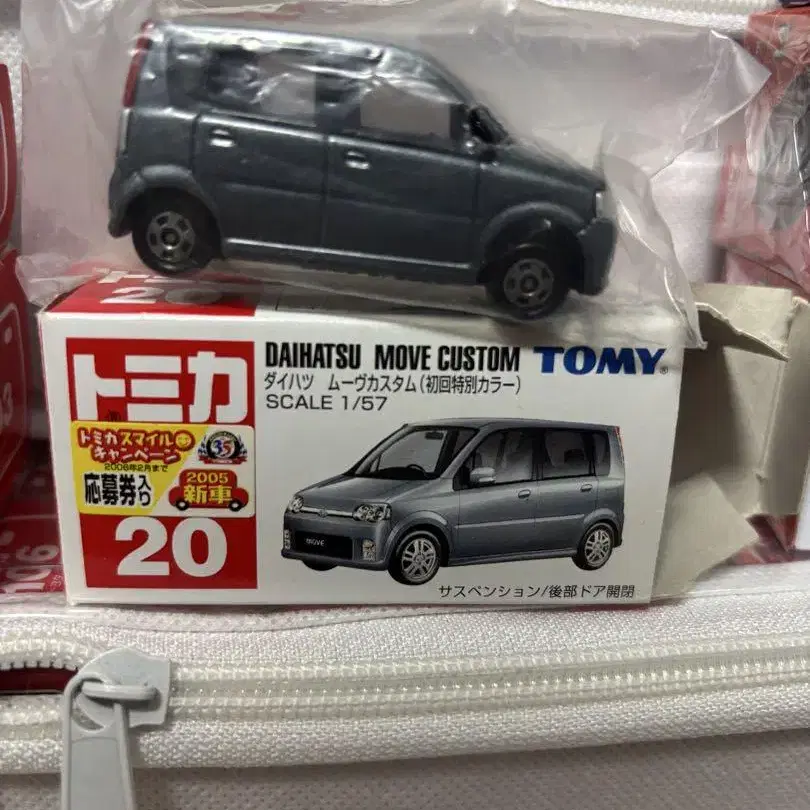 トミカ
20
DAIHATSU MOVE CUSTOM TOMY
ダイハツ ムーヴカスタム(初回特別カラー)
SCALE 1/57
トミカ
トミカスマイル
キャンペーン
2006年2月まで
応募券入り
35
2005
新車
20
MOVE
サスペンション/後部ドア開閉